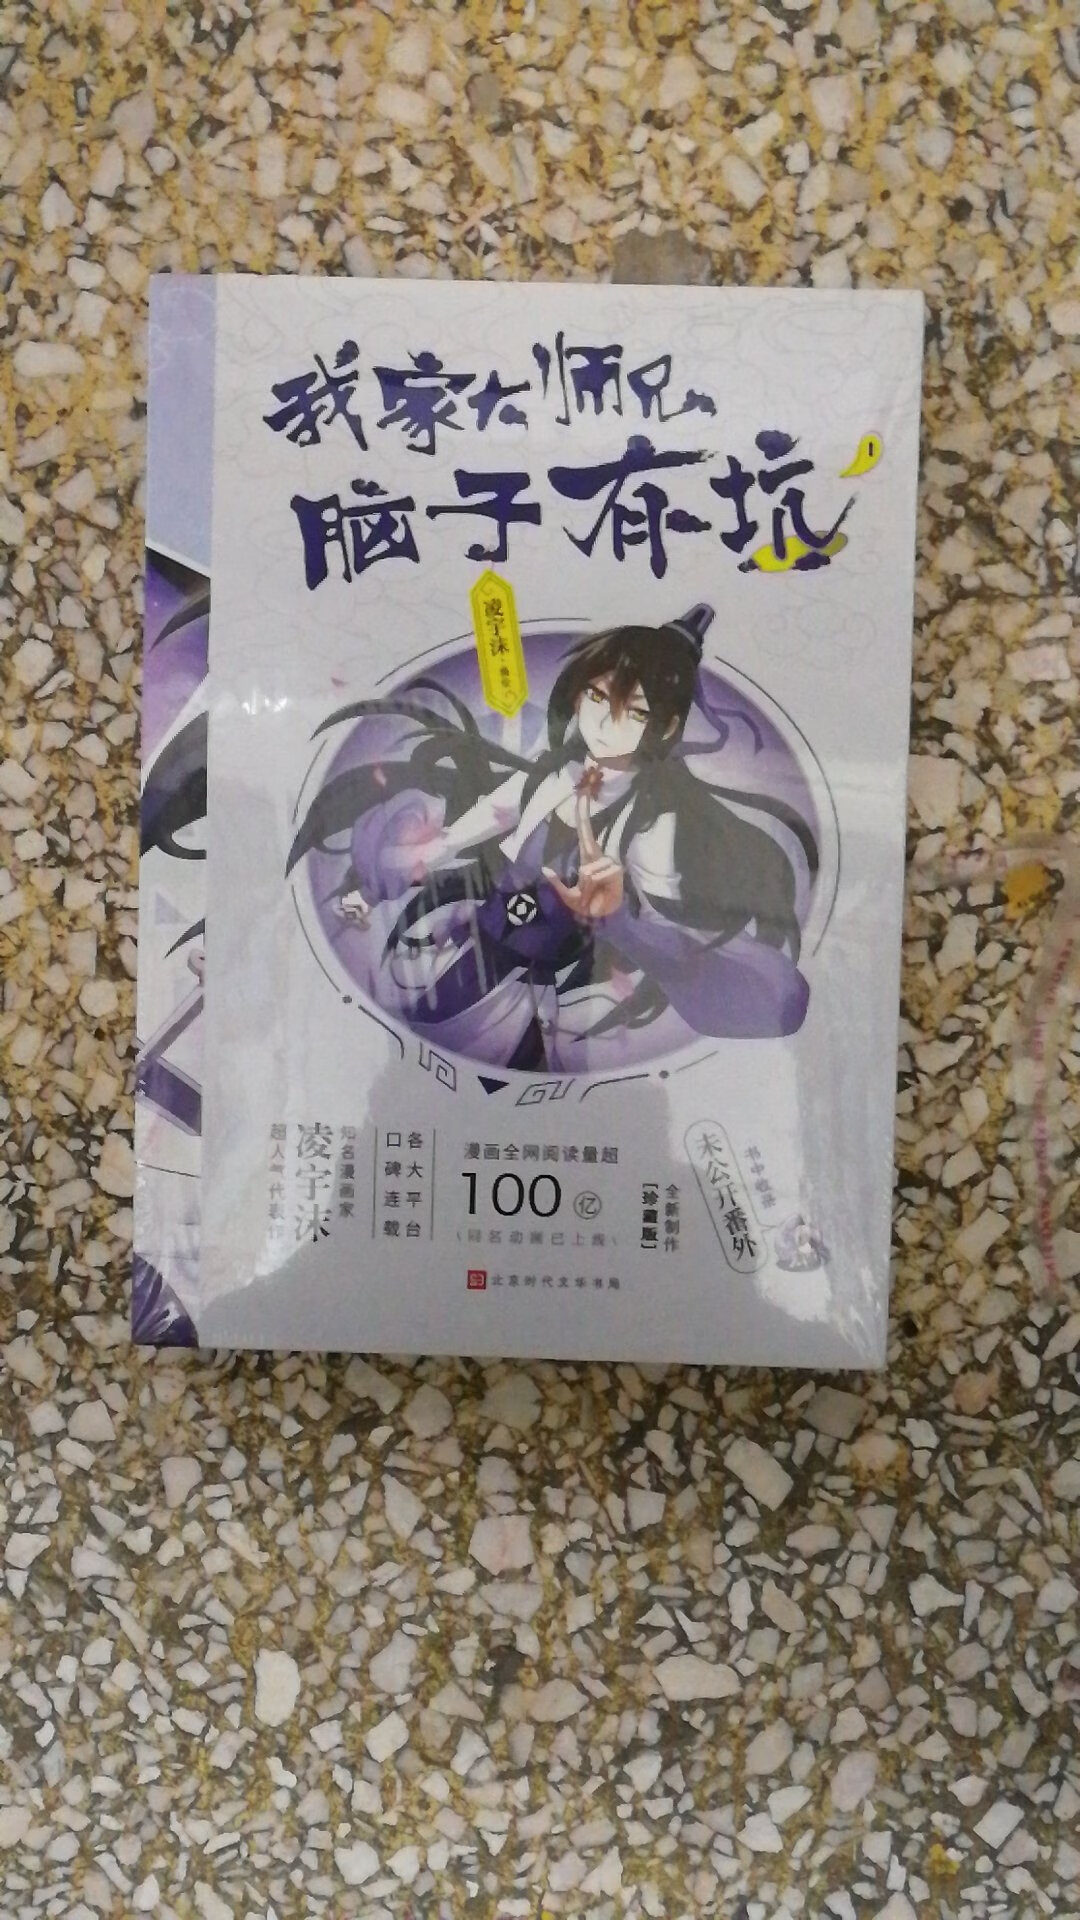 我家大师兄
脑子有坑
1
凌宇沫·编绘
知名漫画家
凌宇沫
超人气代表作
各大平台
口碑连载
漫画全网阅读量超
100亿
(同名动画已上线)
全新制作
[珍藏版]
书中收录
未公开番外
北京时代华文书局